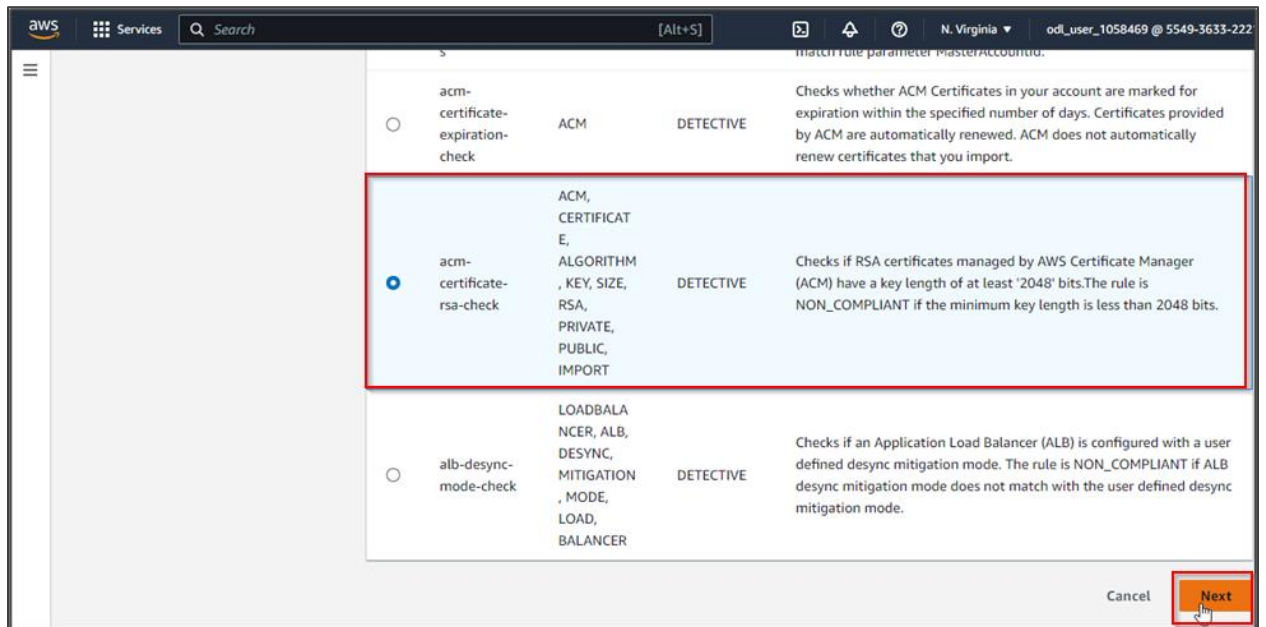 aws Services Search [Alt+S] N. Virginia ▼ odl_user_1058469 @ 5549-3633-222
s
match rule parameter MasterAccountId.
acm-
certificate-
expiration-
check
ACM
DETECTIVE
Checks whether ACM Certificates in your account are marked for
expiration within the specified number of days. Certificates provided
by ACM are automatically renewed. ACM does not automatically
renew certificates that you import.
acm-
certificate-
rsa-check
ACM,
CERTIFICAT
E,
ALGORITHM
, KEY, SIZE,
RSA,
PRIVATE,
PUBLIC,
IMPORT
DETECTIVE
Checks if RSA certificates managed by AWS Certificate Manager
(ACM) have a key length of at least '2048' bits.The rule is
NON_COMPLIANT if the minimum key length is less than 2048 bits.
alb-desync-
mode-check
LOADBALA
NCER, ALB,
DESYNC,
MITIGATION
, MODE,
LOAD,
BALANCER
DETECTIVE
Checks if an Application Load Balancer (ALB) is configured with a user
defined desync mitigation mode. The rule is NON_COMPLIANT if ALB
desync mitigation mode does not match with the user defined desync
mitigation mode.
Cancel Next